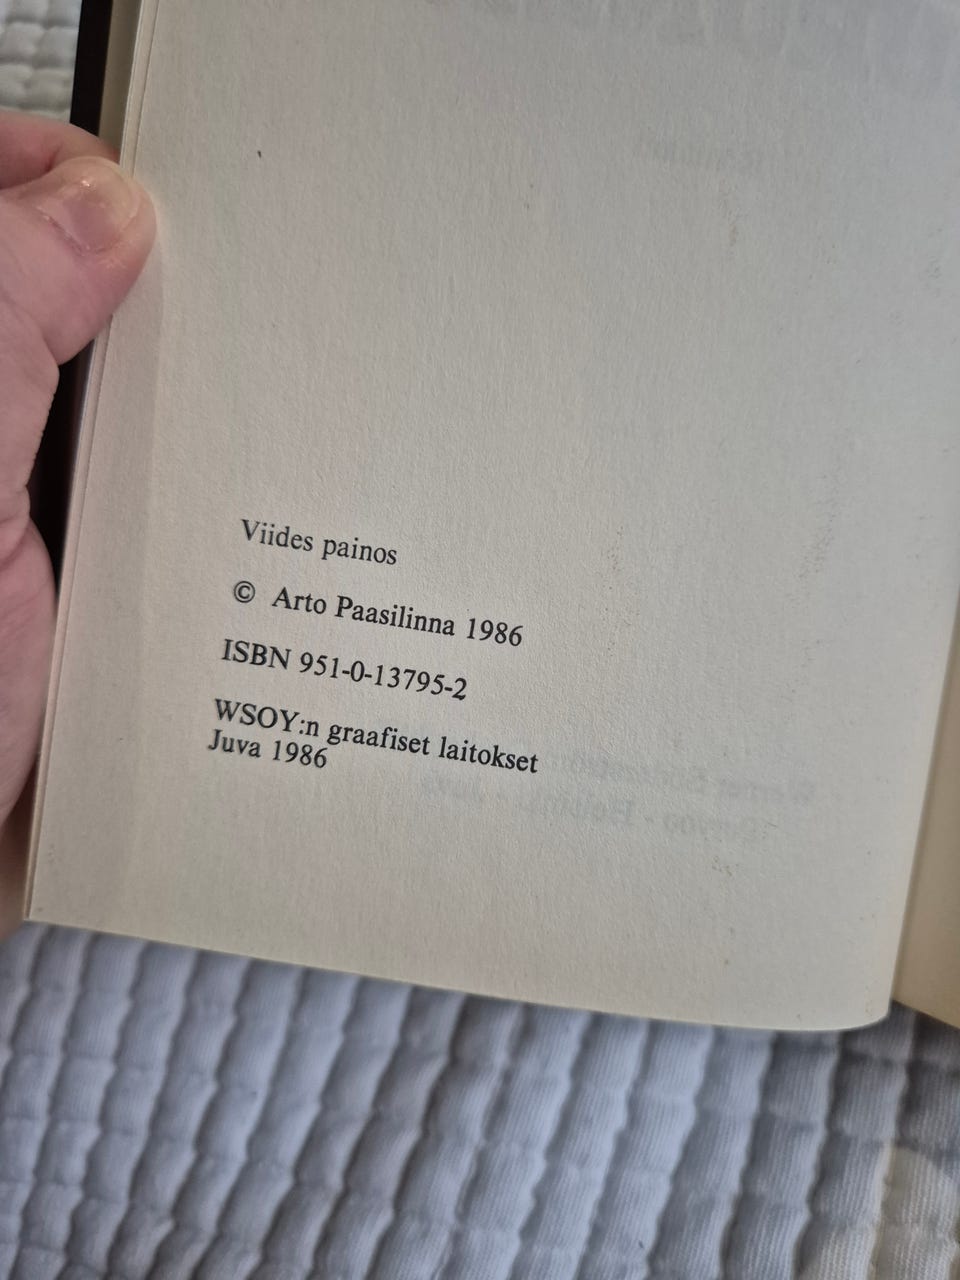 Viides painos
© Arto Paasilinna 1986
ISBN 951-0-13795-2
WSOY:n graafiset laitokset
Juva 1986